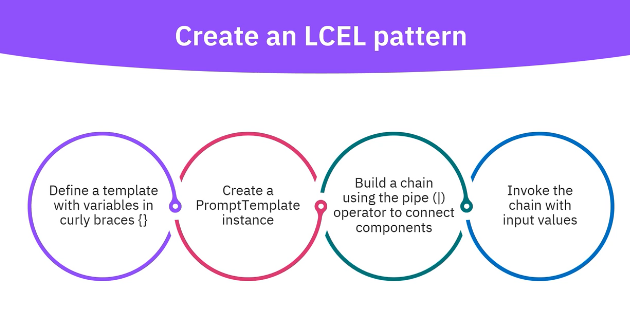 Create an LCEL pattern
Define a template
with variables in
curly braces {}
Create a
PromptTemplate
instance
Build a chain
using the pipe (|)
operator to connect
components
Invoke the
chain with
input values